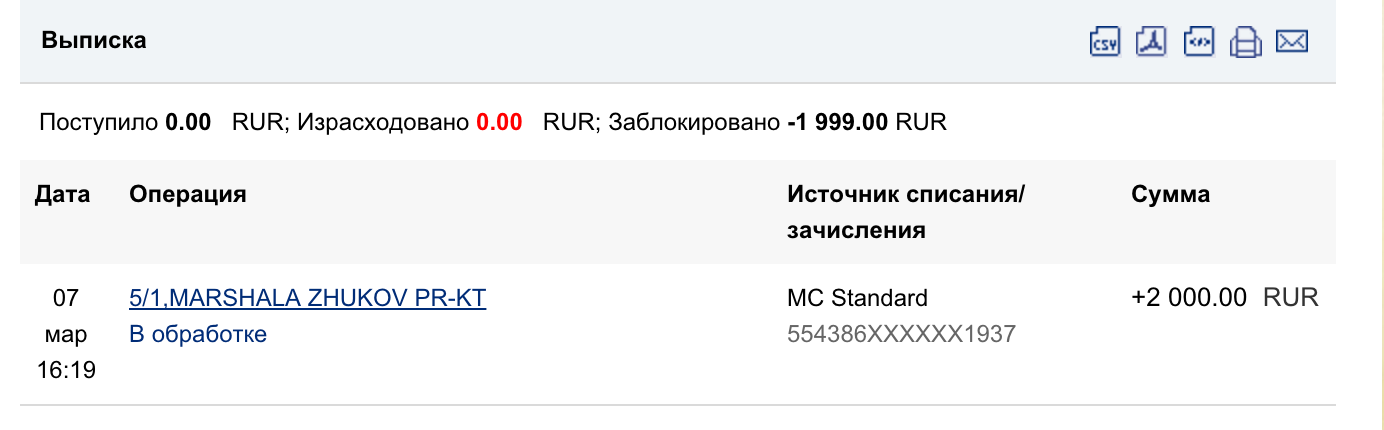 Выписка
CSV </>
Поступило 0.00 RUR; Израсходовано 0.00 RUR; Заблокировано -1 999.00 RUR
Дата Операция Источник списания/ Сумма
зачисления
07 5/1,MARSHALA ZHUKOV PR-KT MC Standard +2 000.00 RUR
мар В обработке 554386XXXXXX1937
16:19